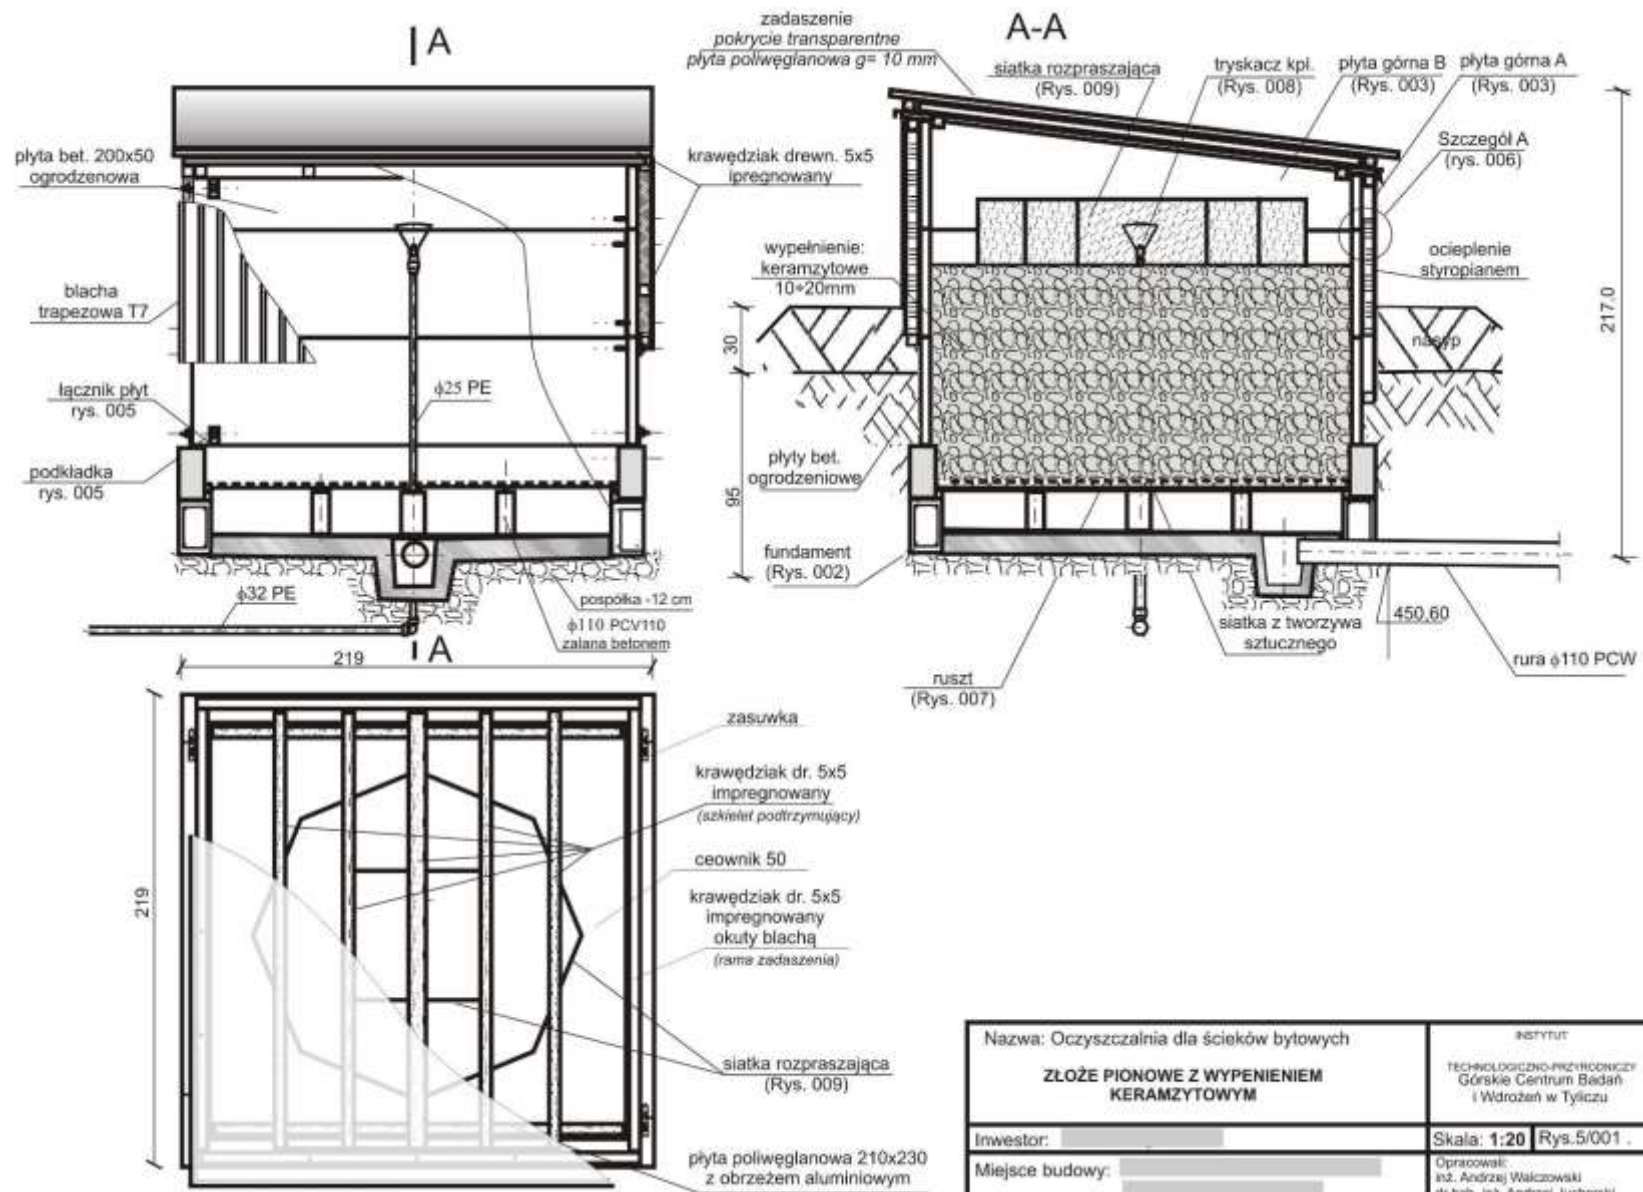 A
A-A
zadaszenie
pokrycie transparentne
płyta poliwęglanowa g= 10 mm
siatka rozpraszająca
(Rys. 009)
tryskacz kpl.
(Rys. 008)
płyta górna B
(Rys. 003)
płyta górna A
(Rys. 003)
Szczegół A
(rys. 006)
płyta bet. 200x50
ogrodzenowa
krawędziak drewn. 5x5
ipregnowany
blacha
trapezowa T7
wypełnienie:
keramzytowe
10÷20mm
ocieplenie
styropianem
217.0
30
nasyp
łącznik płyt
rys. 005
ϕ25 PE
podkładka
rys. 005
płyty bet.
ogrodzeniowe
95
fundament
(Rys. 002)
ϕ32 PE
pospółka -12 cm
ϕ110 PCV110
zalana betonem
A
219
siatka z tworzywa
sztucznego
450,60
rura ϕ110 PCW
ruszt
(Rys. 007)
zasuwka
krawędziak dr. 5x5
impregnowany
(szkielet podtrzymujący)
ceownik 50
219
krawędziak dr. 5x5
impregnowany
okuty blachą
(rama zadaszenia)
siatka rozpraszająca
(Rys. 009)
płyta poliwęglanowa 210x230
z obrzeżem aluminiowym
Nazwa: Oczyszczalnia dla ścieków bytowych
ZŁOŻE PIONOWE Z WYPENIENIEM
KERAMZYTOWYM
INSTYTUT
TECHNOLOGICZNO-PRZYRODNICZY
Górskie Centrum Badań
i Wdrożeń w Tyliczu
Inwestor:
Skala: 1:20 Rys.5/001 .
Miejsce budowy:
Opracowali:
inż. Andrzej Walczowski